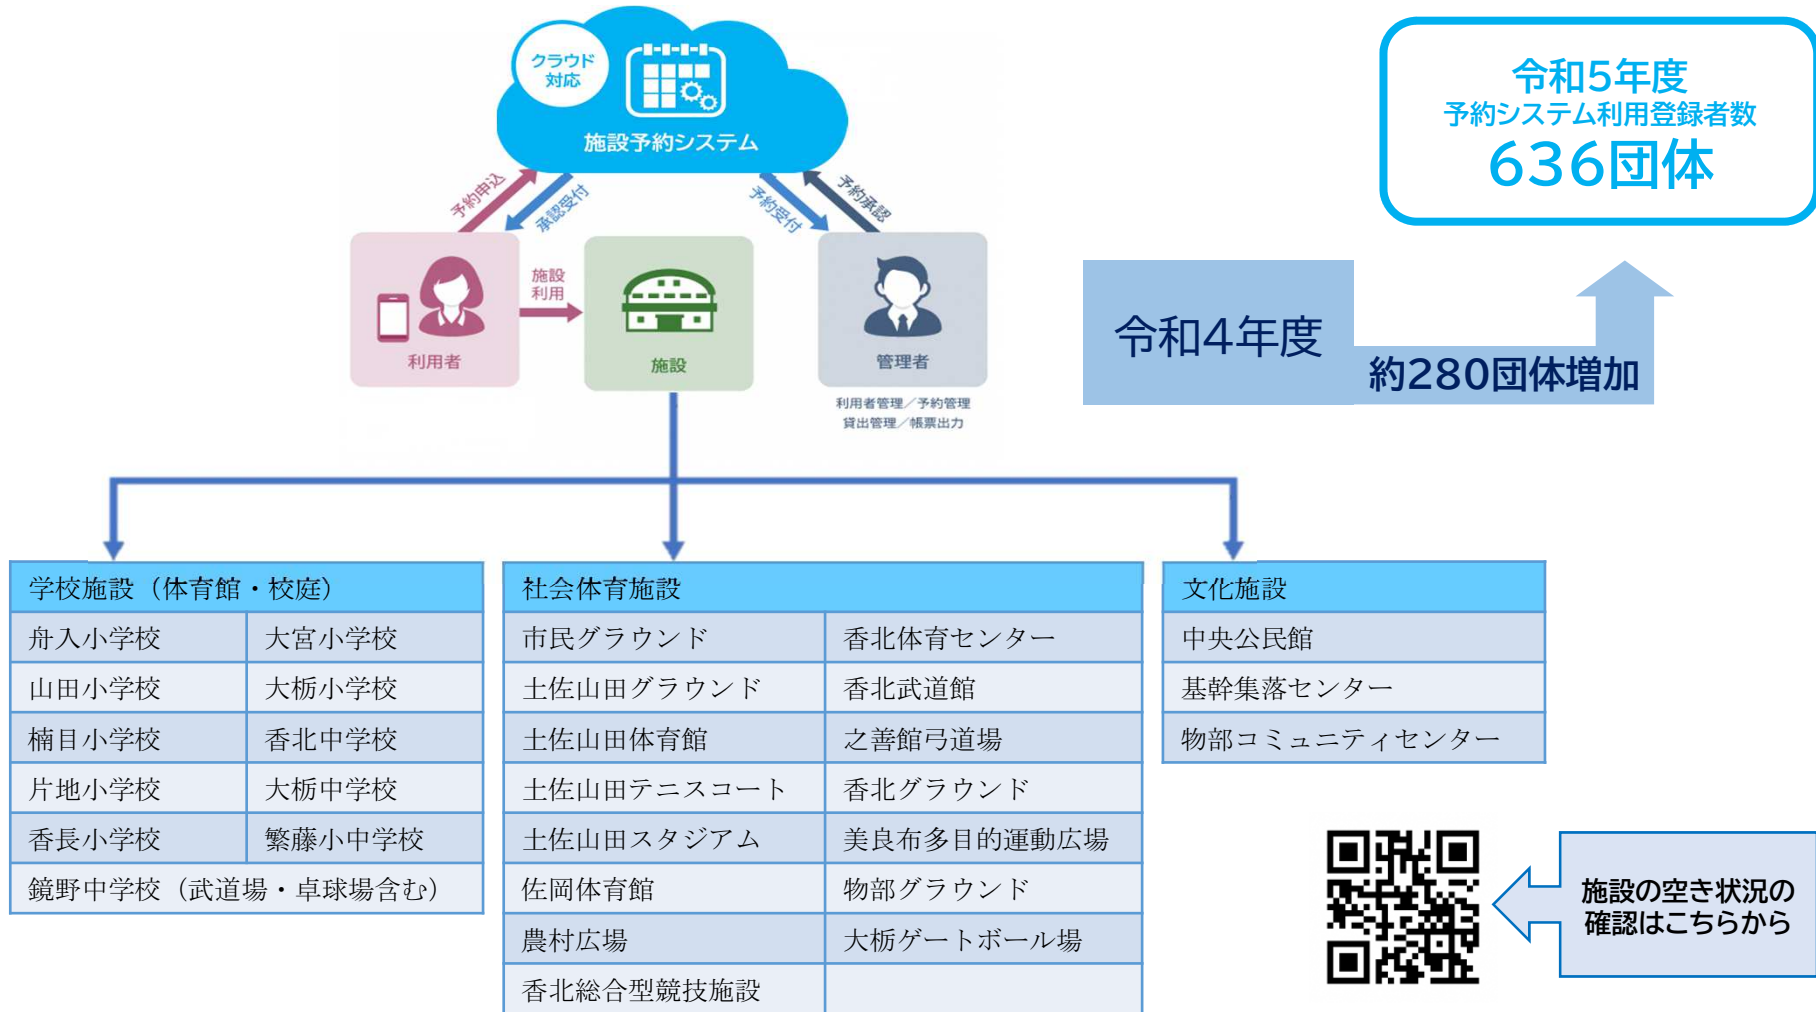 クラウド
対応
施設予約システム
予約申込
承認受付
予約受付
予約承認
利用者
施設
利用
施設
管理者
利用者管理／予約管理
貸出管理／帳票出力
令和5年度
予約システム利用登録者数
636団体
令和4年度
約280団体増加
学校施設（体育館・校庭）
舟入小学校 大宮小学校
山田小学校 大栃小学校
楠目小学校 香北中学校
片地小学校 大栃中学校
香長小学校 繁藤小中学校
鏡野中学校（武道場・卓球場含む）
社会体育施設
市民グラウンド 香北体育センター
土佐山田グラウンド 香北武道館
土佐山田体育館 之善館弓道場
土佐山田テニスコート 香北グラウンド
土佐山田スタジアム 美良布多目的運動広場
佐岡体育館 物部グラウンド
農村広場 大栃ゲートボール場
香北総合型競技施設
文化施設
中央公民館
基幹集落センター
物部コミュニティセンター
施設の空き状況の
確認はこちらから